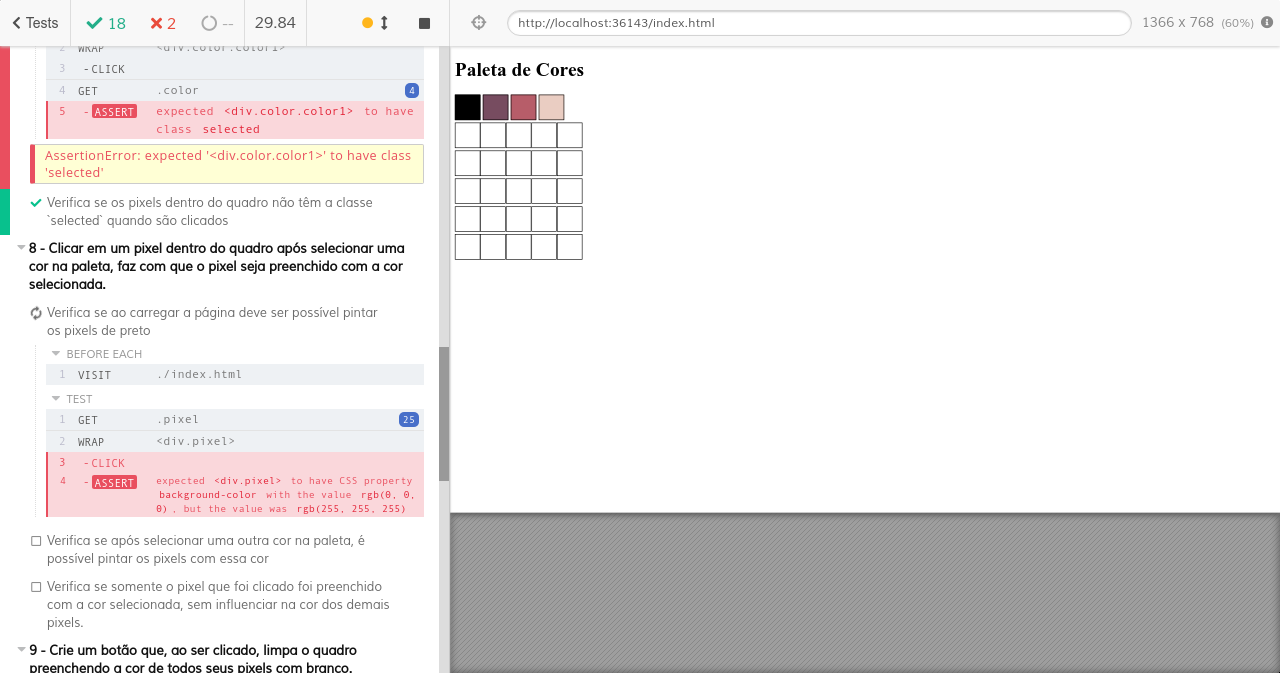 Tests 18 2 -- 29.84 http://localhost:36143/index.html 1366 x 768 (60%)
2 WRAP <div.color.color1>
3 -CLICK
4 GET .color 4
5 -ASSERT expected <div.color.color1> to have
class selected
AssertionError: expected '<div.color.color1>' to have class
'selected'
Verifica se os pixels dentro do quadro não têm a classe
`selected` quando são clicados
8 - Clicar em um pixel dentro do quadro após selecionar uma
cor na paleta, faz com que o pixel seja preenchido com a cor
selecionada.
Verifica se ao carregar a página deve ser possível pintar
os pixels de preto
BEFORE EACH
1 VISIT ./index.html
TEST
1 GET .pixel 25
2 WRAP <div.pixel>
3 -CLICK
4 -ASSERT expected <div.pixel> to have CSS property
background-color with the value rgb(0, 0,
0) , but the value was rgb(255, 255, 255)
Verifica se após selecionar uma outra cor na paleta, é
possível pintar os pixels com essa cor
Verifica se somente o pixel que foi clicado foi preenchido
com a cor selecionada, sem influenciar na cor dos demais
pixels.
9 - Crie um botão que, ao ser clicado, limpa o quadro
preenchendo a cor de todos seus pixels com branco.
Paleta de Cores